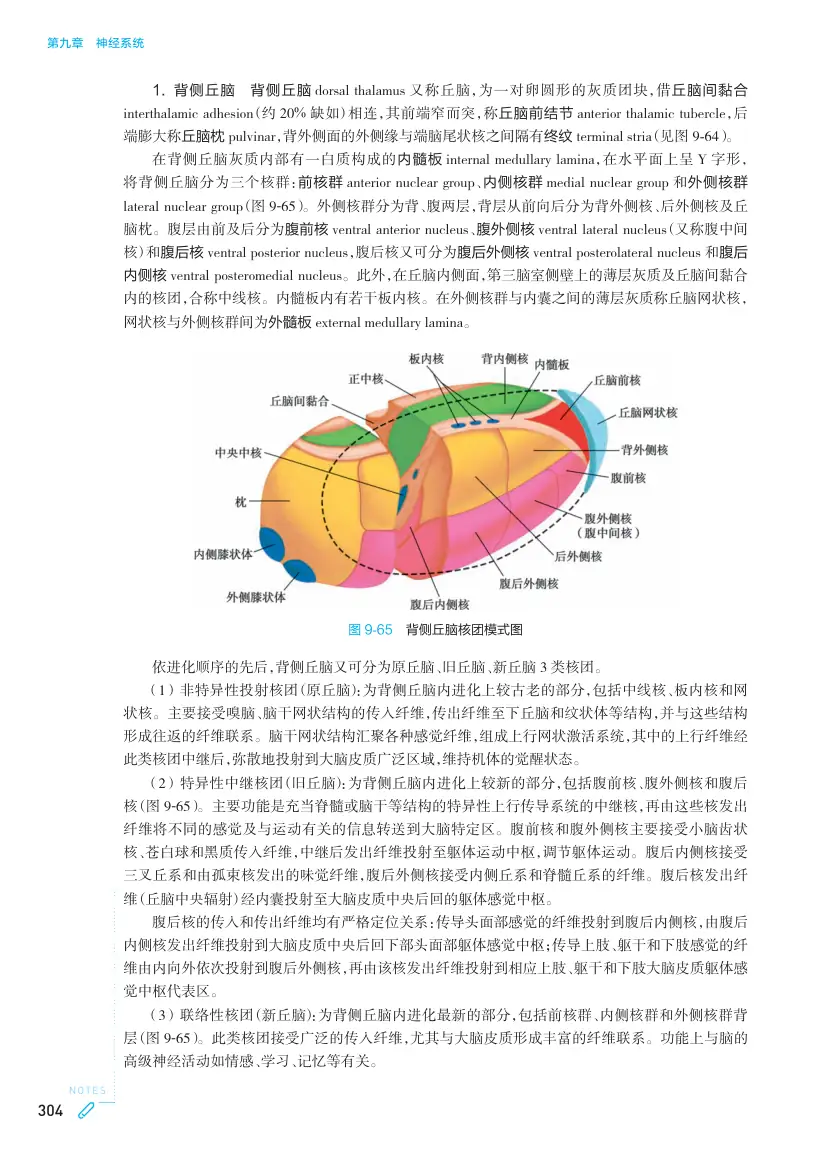 第九章 神经系统
1. 背侧丘脑 背侧丘脑 dorsal thalamus 又称丘脑,为一对卵圆形的灰质团块,借丘脑间黏合
interthalamic adhesion(约 20% 缺如)相连,其前端窄而突,称丘脑前结节 anterior thalamic tubercle,后
端膨大称丘脑枕 pulvinar,背外侧面的外侧缘与端脑尾状核之间隔有终纹 terminal stria(见图 9-64)。
在背侧丘脑灰质内部有一白质构成的内髓板 internal medullary lamina,在水平面上呈 Y 字形,
将背侧丘脑分为三个核群:前核群 anterior nuclear group、内侧核群 medial nuclear group 和外侧核群
lateral nuclear group(图 9-65)。外侧核群分为背、腹两层,背层从前向后分为背外侧核、后外侧核及丘
脑枕。腹层由前及后分为腹前核 ventral anterior nucleus、腹外侧核 ventral lateral nucleus(又称腹中间
核)和腹后核 ventral posterior nucleus,腹后核又可分为腹后外侧核 ventral posterolateral nucleus 和腹后
内侧核 ventral posteromedial nucleus。此外,在丘脑内侧面,第三脑室侧壁上的薄层灰质及丘脑间黏合
内的核团,合称中线核。内髓板内有若干板内核。在外侧核群与内囊之间的薄层灰质称丘脑网状核,
网状核与外侧核群间为外髓板 external medullary lamina。
板内核
背内侧核
内髓板
正中核
丘脑前核
丘脑间黏合
丘脑网状核
中央中核
背外侧核
腹前核
枕
腹外侧核
(腹中间核)
内侧膝状体
后外侧核
腹后外侧核
外侧膝状体
腹后内侧核
图 9-65 背侧丘脑核团模式图
依进化顺序的先后,背侧丘脑又可分为原丘脑、旧丘脑、新丘脑 3 类核团。
(1)非特异性投射核团(原丘脑):为背侧丘脑内进化上较古老的部分,包括中线核、板内核和网
状核。主要接受嗅脑、脑干网状结构的传入纤维,传出纤维至下丘脑和纹状体等结构,并与这些结构
形成往返的纤维联系。脑干网状结构汇聚各种感觉纤维,组成上行网状激活系统,其中的上行纤维经
此类核团中继后,弥散地投射到大脑皮质广泛区域,维持机体的觉醒状态。
(2)特异性中继核团(旧丘脑):为背侧丘脑内进化上较新的部分,包括腹前核、腹外侧核和腹后
核(图 9-65)。主要功能是充当脊髓或脑干等结构的特异性上行传导系统的中继核,再由这些核发出
纤维将不同的感觉及与运动有关的信息转送到大脑特定区。腹前核和腹外侧核主要接受小脑齿状
核、苍白球和黑质传入纤维,中继后发出纤维投射至躯体运动中枢,调节躯体运动。腹后内侧核接受
三叉丘系和由孤束核发出的味觉纤维,腹后外侧核接受内侧丘系和脊髓丘系的纤维。腹后核发出纤
维(丘脑中央辐射)经内囊投射至大脑皮质中央后回的躯体感觉中枢。
腹后核的传入和传出纤维均有严格定位关系:传导头面部感觉的纤维投射到腹后内侧核,由腹后
内侧核发出纤维投射到大脑皮质中央后回下部头面部躯体感觉中枢;传导上肢、躯干和下肢感觉的纤
维由内向外依次投射到腹后外侧核,再由该核发出纤维投射到相应上肢、躯干和下肢大脑皮质躯体感
觉中枢代表区。
(3)联络性核团(新丘脑):为背侧丘脑内进化最新的部分,包括前核群、内侧核群和外侧核群背
层(图 9-65)。此类核团接受广泛的传入纤维,尤其与大脑皮质形成丰富的纤维联系。功能上与脑的
高级神经活动如情感、学习、记忆等有关。
NOTES
304